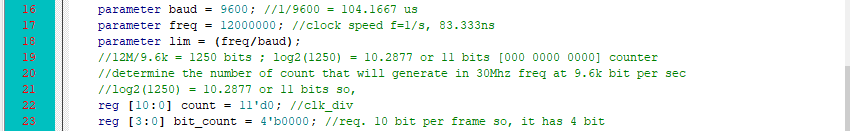 16 parameter baud = 9600; //1/9600 = 104.1667 us
17 parameter freq = 12000000; //clock speed f=1/s, 83.333ns
18 parameter lim = (freq/baud);
19 //12M/9.6k = 1250 bits ; log2(1250) = 10.2877 or 11 bits [000 0000 0000] counter
20 //determine the number of count that will generate in 30Mhz freq at 9.6k bit per sec
21 //log2(1250) = 10.2877 or 11 bits so,
22 reg [10:0] count = 11'd0; //clk_div
23 reg [3:0] bit_count = 4'b0000; //req. 10 bit per frame so, it has 4 bit